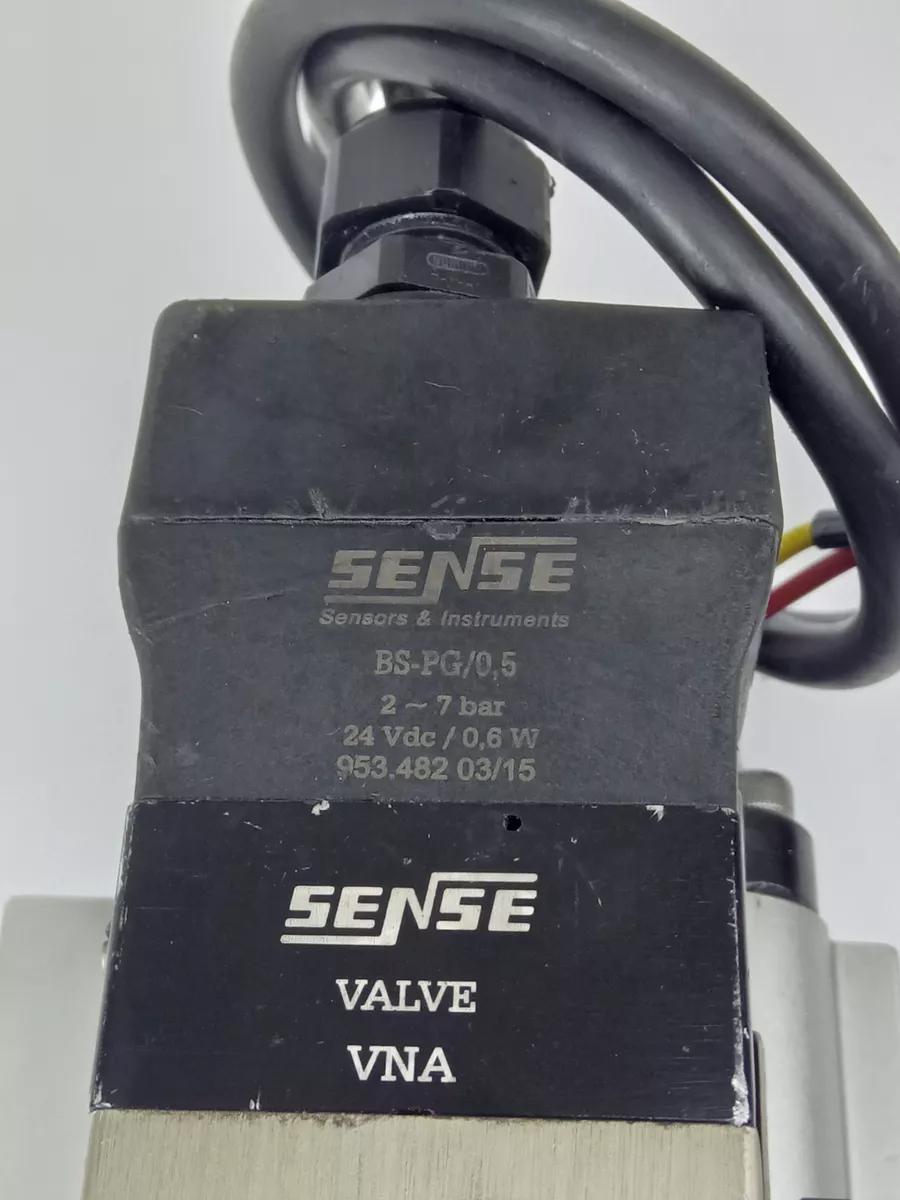 SENSE
Sensors & Instruments
BS-PG/0,5
2 ~ 7 bar
24 Vdc / 0,6 W
953.482 03/15
SENSE
VALVE
VNA